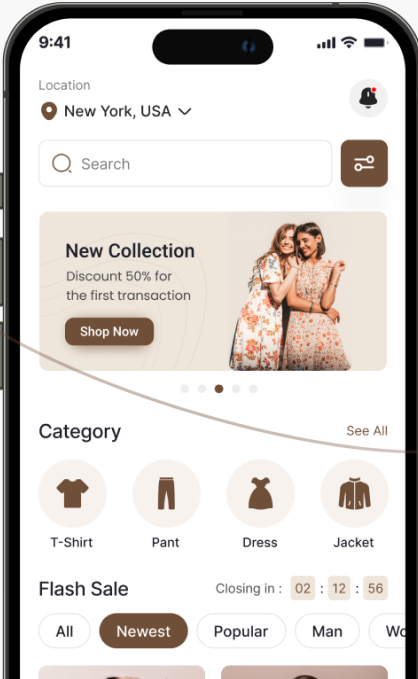 9:41
Location
New York, USA
Search
New Collection
Discount 50% for
the first transaction
Shop Now
Category
See All
T-Shirt
Pant
Dress
Jacket
Flash Sale
Closing in : 02 : 12 : 56
All
Newest
Popular
Man
Wo